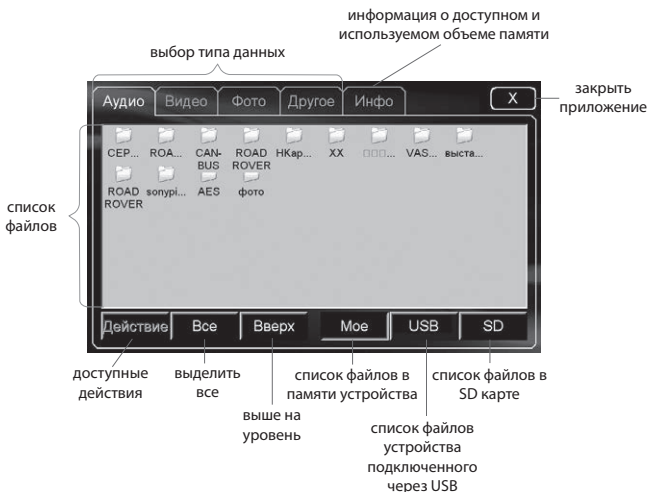 информация о доступном и
используемом объеме памяти
выбор типа данных
закрыть
приложение
Аудио Видео Фото Другое Инфо X
CEP... ROA... CAN- ROAD НКар... XX ... VAS... выста...
BUS ROVER
ROAD sonypi... AES фото
ROVER
список
файлов
Действие Все Вверх Мое USB SD
доступные
действия
выделить
все
выше на
уровень
список файлов в
памяти устройства
список файлов
устройства
подключенного
через USB
список файлов в
SD карте